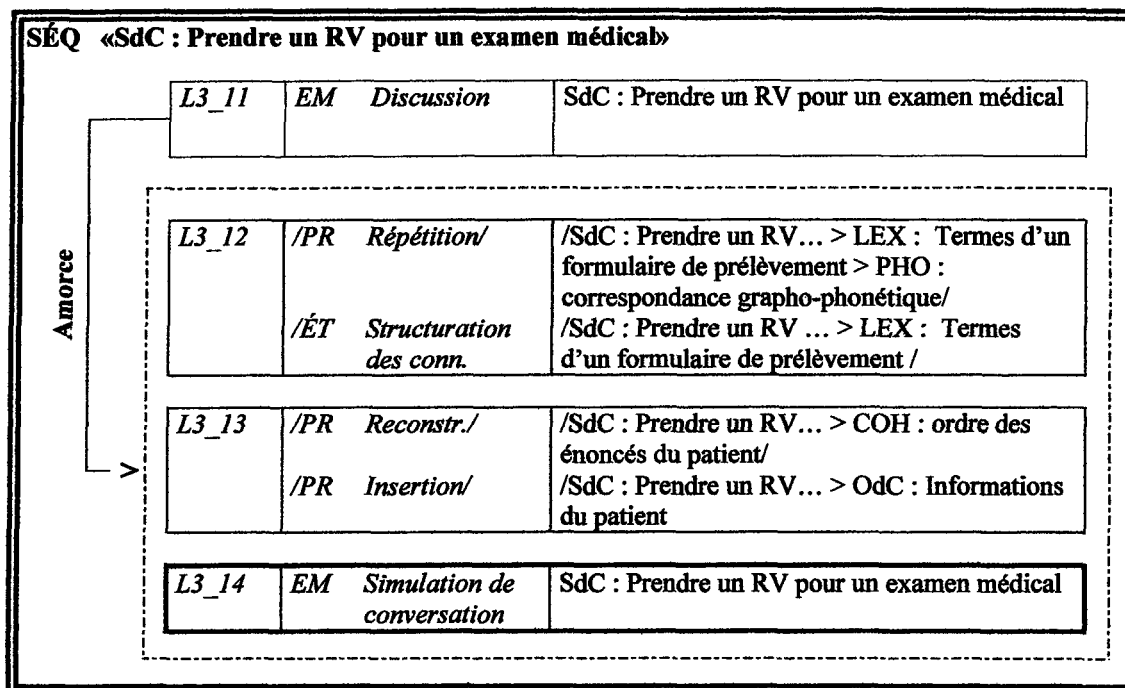 SÉQ «SdC : Prendre un RV pour un examen médical»
L3_11 EM Discussion SdC : Prendre un RV pour un examen médical
Amorce
L3_12 /PR Répétition/ /SdC : Prendre un RV… > LEX : Termes d'un
formulaire de prélèvement > PHO :
correspondance grapho-phonétique/
/ÉT Structuration /SdC : Prendre un RV … > LEX : Termes
des conn. d'un formulaire de prélèvement /
L3_13 /PR Reconstr./ /SdC : Prendre un RV… > COH : ordre des
énoncés du patient/
/PR Insertion/ /SdC : Prendre un RV… > OdC : Informations
du patient
L3_14 EM Simulation de SdC : Prendre un RV pour un examen médical
conversation